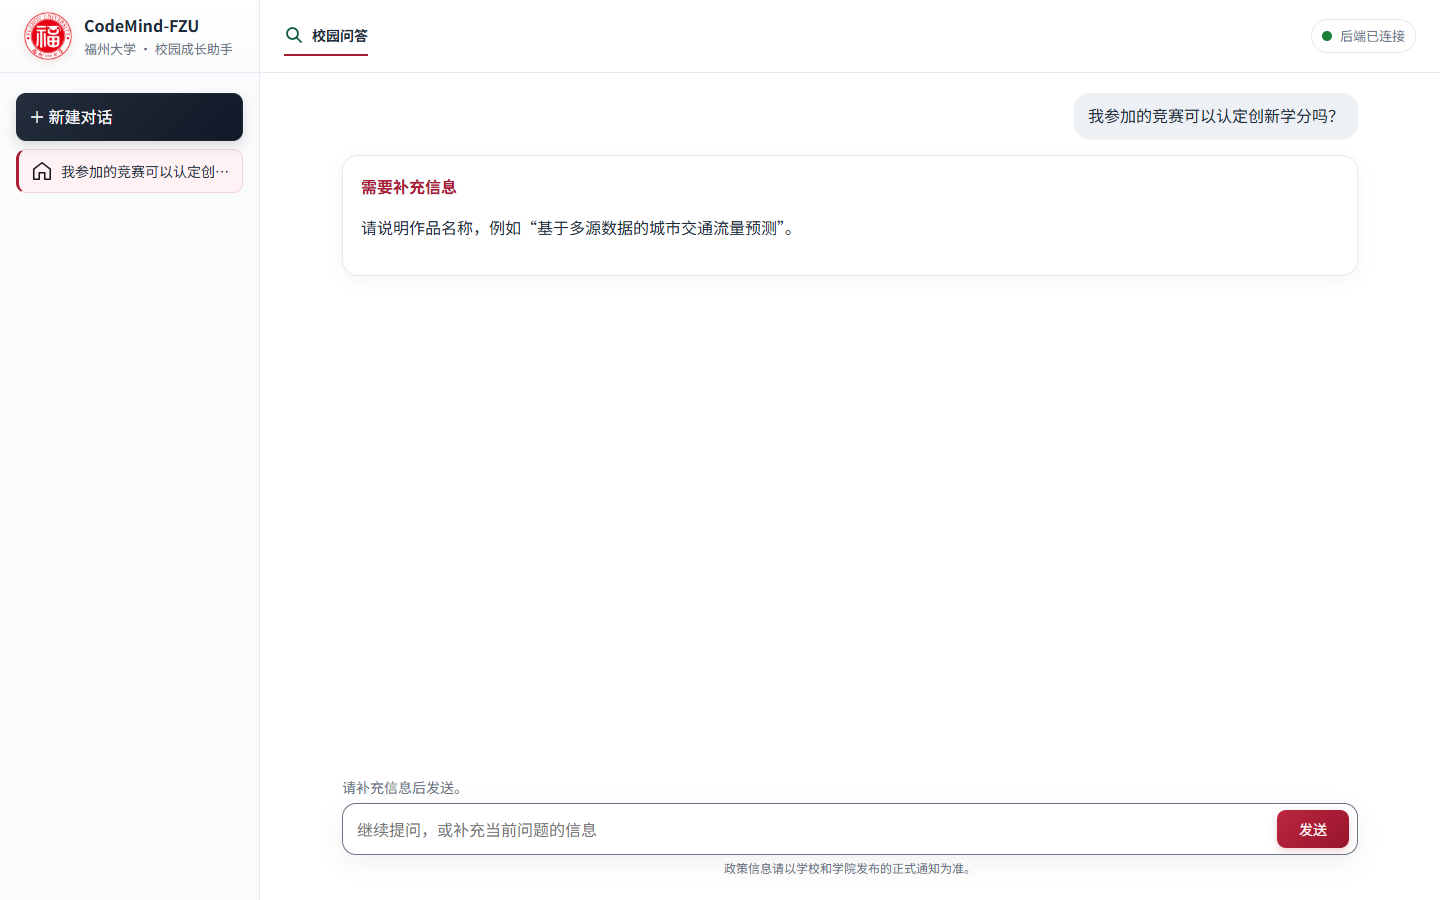 CodeMind-FZU
福州大学 · 校园成长助手
校园问答
后端已连接
+ 新建对话
我参加的竞赛可以认定创···
我参加的竞赛可以认定创新学分吗？
需要补充信息
请说明作品名称，例如“基于多源数据的城市交通流量预测”。
请补充信息后发送。
继续提问，或补充当前问题的信息
发送
政策信息请以学校和学院发布的正式通知为准。